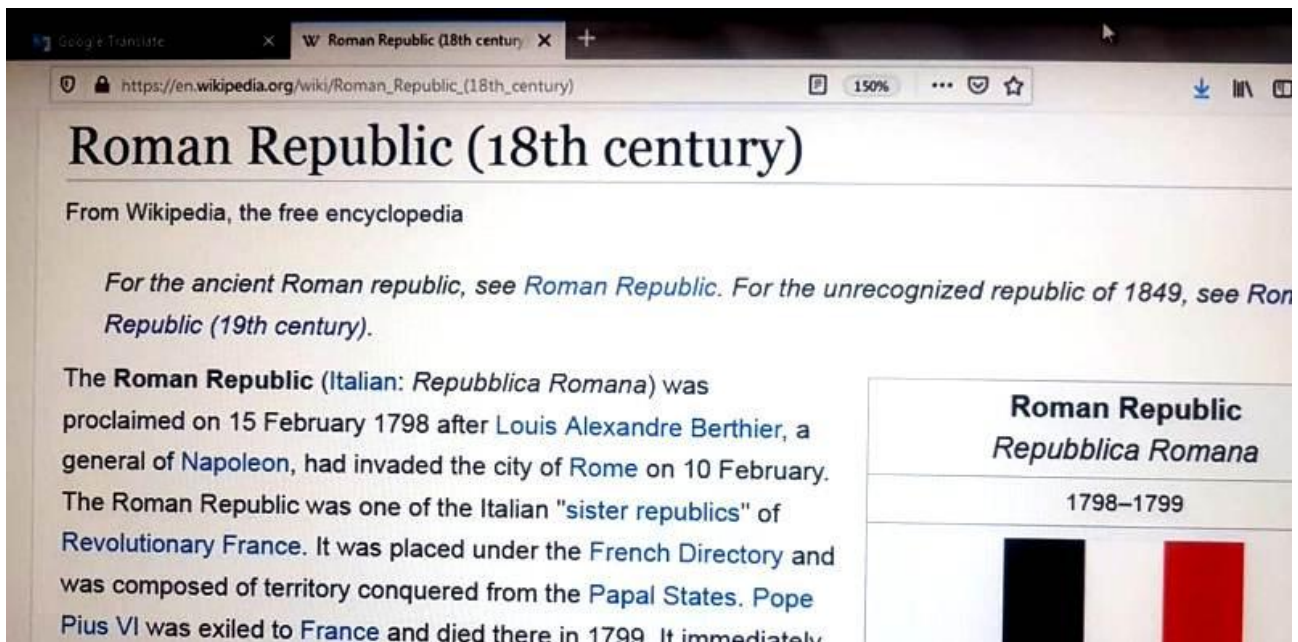 Google Translate
Roman Republic (18th century
https://en.wikipedia.org/wiki/Roman_Republic_(18th_century)
150%
Roman Republic (18th century)
From Wikipedia, the free encyclopedia
For the ancient Roman republic, see Roman Republic. For the unrecognized republic of 1849, see Rom
Republic (19th century).
The Roman Republic (Italian: Repubblica Romana) was
proclaimed on 15 February 1798 after Louis Alexandre Berthier, a
general of Napoleon, had invaded the city of Rome on 10 February.
The Roman Republic was one of the Italian "sister republics" of
Revolutionary France. It was placed under the French Directory and
was composed of territory conquered from the Papal States. Pope
Pius VI was exiled to France and died there in 1799. It immediately
Roman Republic
Repubblica Romana
1798–1799